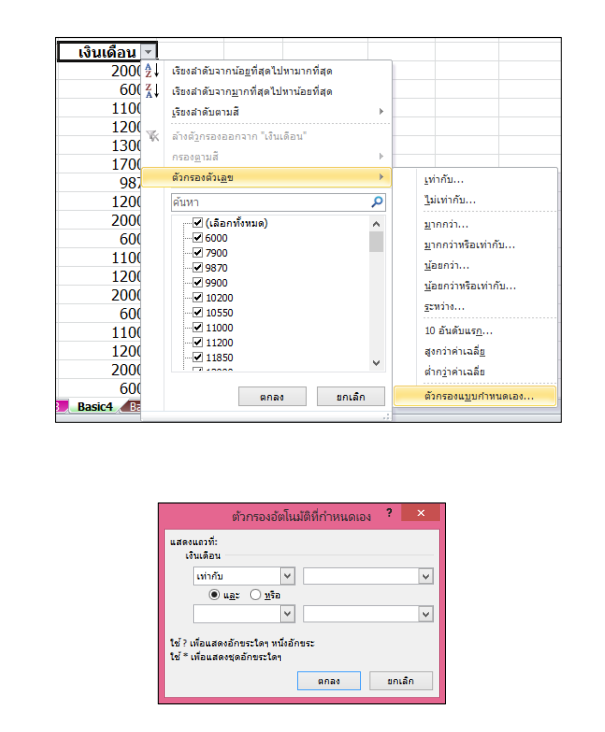 เงินเดือน
เรียงลำดับจากน้อยที่สุดไปหามากที่สุด
เรียงลำดับจากมากที่สุดไปหาน้อยที่สุด
เรียงลำดับตามสี
ล้างตัวกรองออกจาก "เงินเดือน"
กรองตามสี
ตัวกรองตัวเลข
ค้นหา
(เลือกทั้งหมด)
6000
7900
9870
9900
10200
10550
11000
11200
11850
ตกลง ยกเลิก
เท่ากับ...
ไม่เท่ากับ...
มากกว่า...
มากกว่าหรือเท่ากับ...
น้อยกว่า...
น้อยกว่าหรือเท่ากับ...
ระหว่าง...
10 อันดับแรก...
สูงกว่าค่าเฉลี่ย
ต่ำกว่าค่าเฉลี่ย
ตัวกรองแบบกำหนดเอง...
2000
600
1100
1200
1300
1700
987
1200
2000
600
1100
1200
2000
600
1100
1200
2000
600
Basic4
ตัวกรองอัตโนมัติที่กำหนดเอง ? ×
แสดงแถวที่:
เงินเดือน
เท่ากับ
และ หรือ
ใช้ ? เพื่อแสดงอักขระใดๆ หนึ่งอักขระ
ใช้ * เพื่อแสดงชุดอักขระใดๆ
ตกลง ยกเลิก